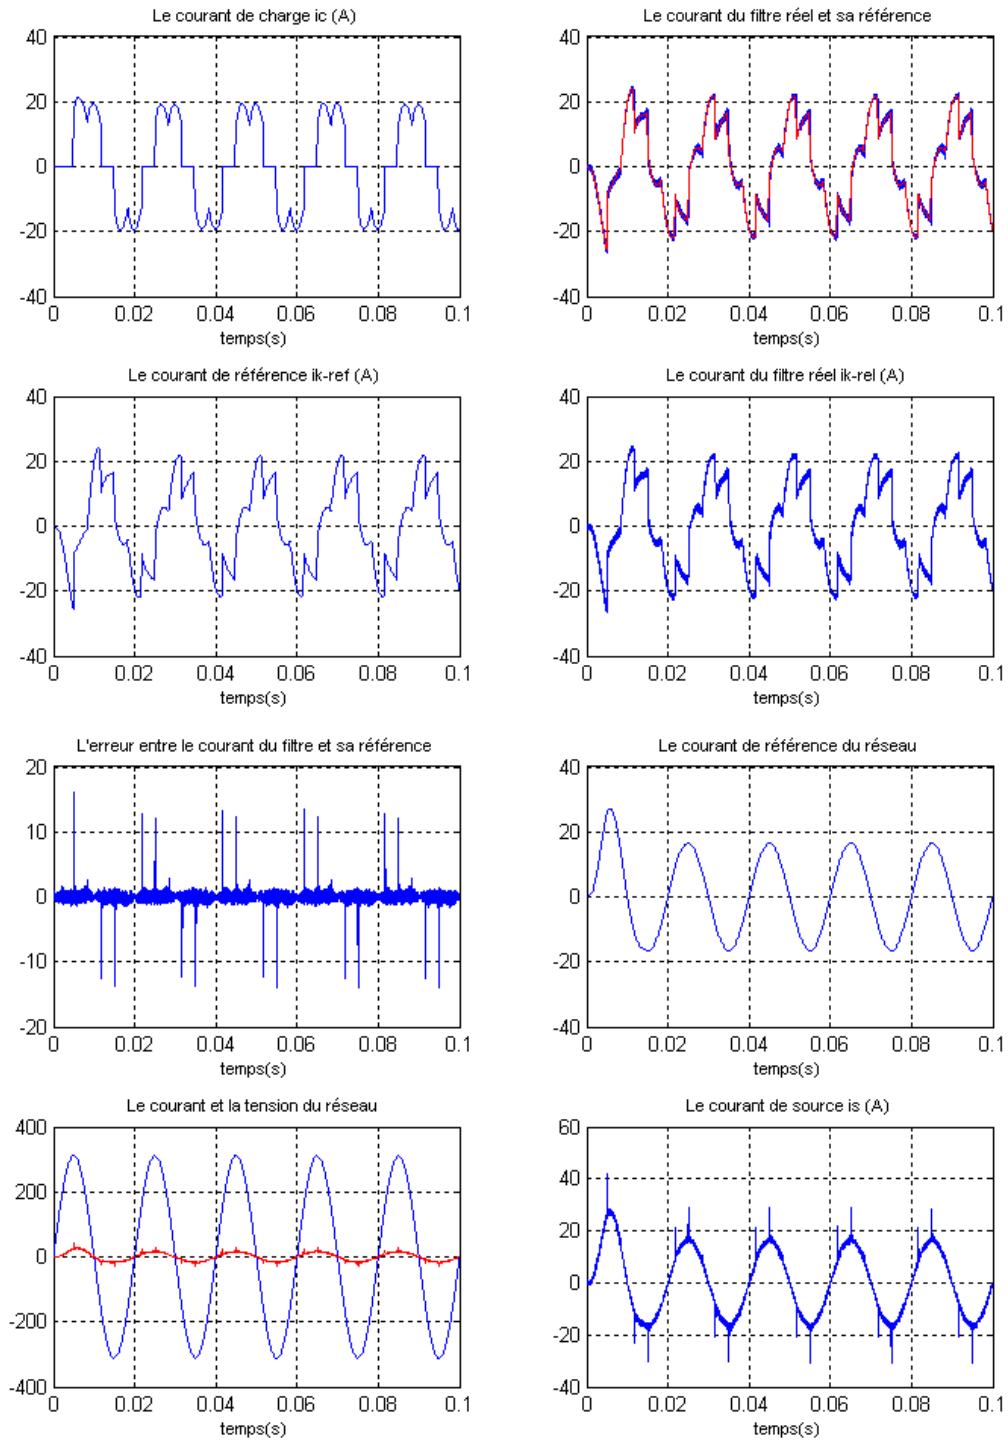 Le courant de charge ic (A)
40
20
0
-20
-40
0 0.02 0.04 0.06 0.08 0.1
temps(s)
Le courant du filtre réel et sa référence
40
20
0
-20
-40
0 0.02 0.04 0.06 0.08 0.1
temps(s)
Le courant de référence ik-ref (A)
40
20
0
-20
-40
0 0.02 0.04 0.06 0.08 0.1
temps(s)
Le courant du filtre réel ik-rel (A)
40
20
0
-20
-40
0 0.02 0.04 0.06 0.08 0.1
temps(s)
L'erreur entre le courant du filtre et sa référence
20
10
0
-10
-20
0 0.02 0.04 0.06 0.08 0.1
temps(s)
Le courant de référence du réseau
40
20
0
-20
-40
0 0.02 0.04 0.06 0.08 0.1
temps(s)
Le courant et la tension du réseau
400
200
0
-200
-400
0 0.02 0.04 0.06 0.08 0.1
temps(s)
Le courant de source is (A)
60
40
20
0
-20
-40
0 0.02 0.04 0.06 0.08 0.1
temps(s)